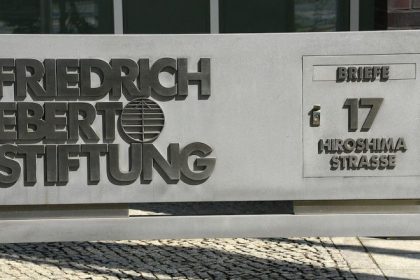 FRIEDRICH
EBERT
STIFTUNG
BRIEFE
17
HIROSHIMA
STRASSE